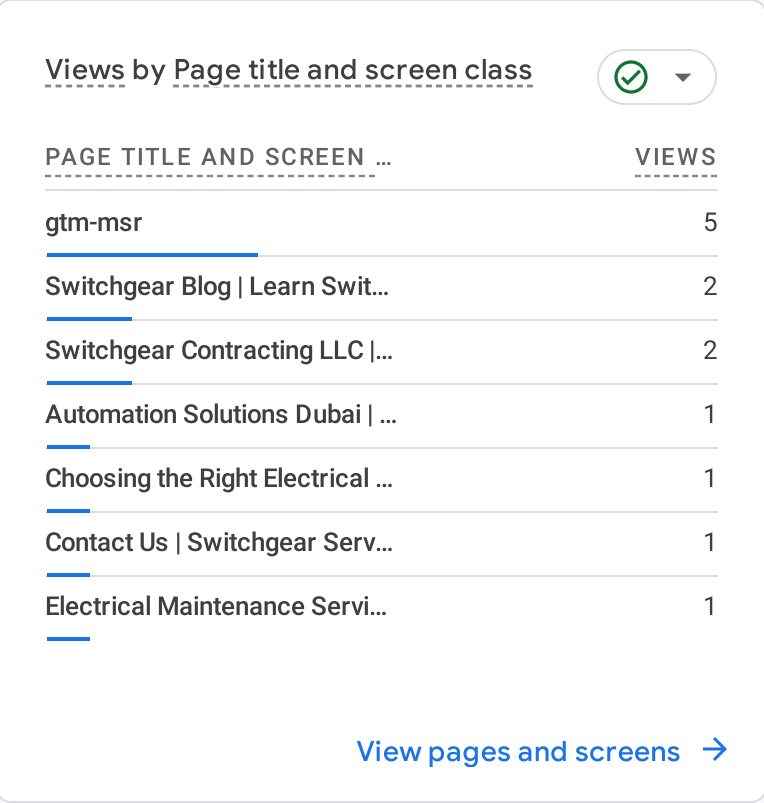 Views by Page title and screen class
PAGE TITLE AND SCREEN … VIEWS
gtm-msr 5
Switchgear Blog | Learn Swit… 2
Switchgear Contracting LLC |… 2
Automation Solutions Dubai | … 1
Choosing the Right Electrical … 1
Contact Us | Switchgear Serv… 1
Electrical Maintenance Servi… 1
View pages and screens